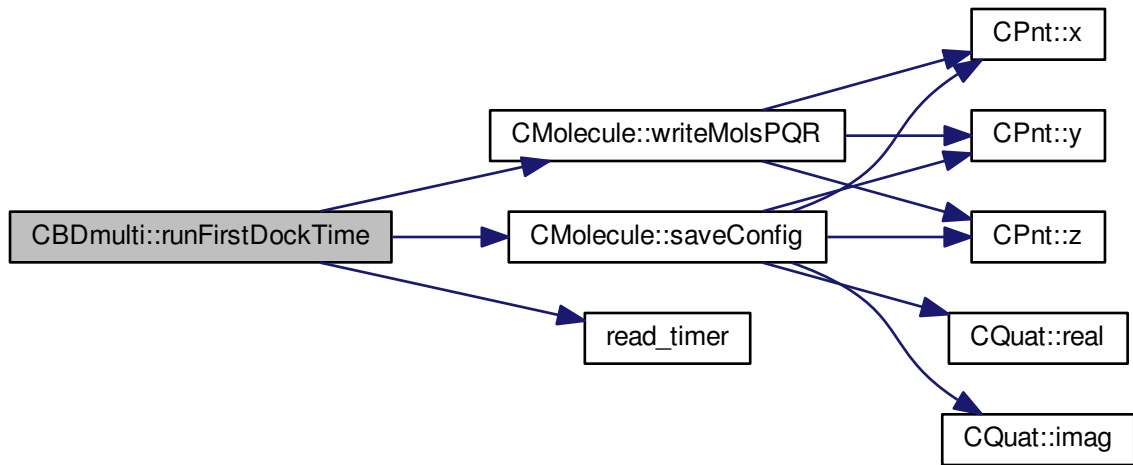 CBDmulti::runFirstDockTime
CMolecule::writeMolsPQR
CMolecule::saveConfig
read_timer
CPnt::x
CPnt::y
CPnt::z
CQuat::real
CQuat::imag